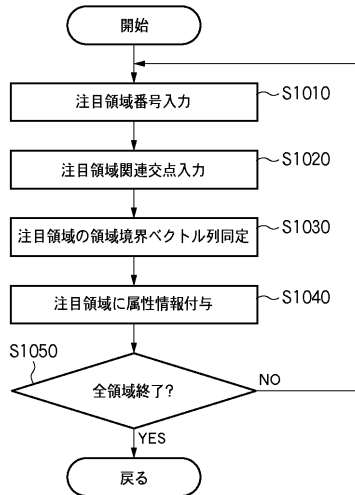 開始
注目領域番号入力
S1010
注目領域関連交点入力
S1020
注目領域の領域境界ベクトル列同定
S1030
注目領域に属性情報付与
S1040
S1050
全領域終了?
NO
YES
戻る